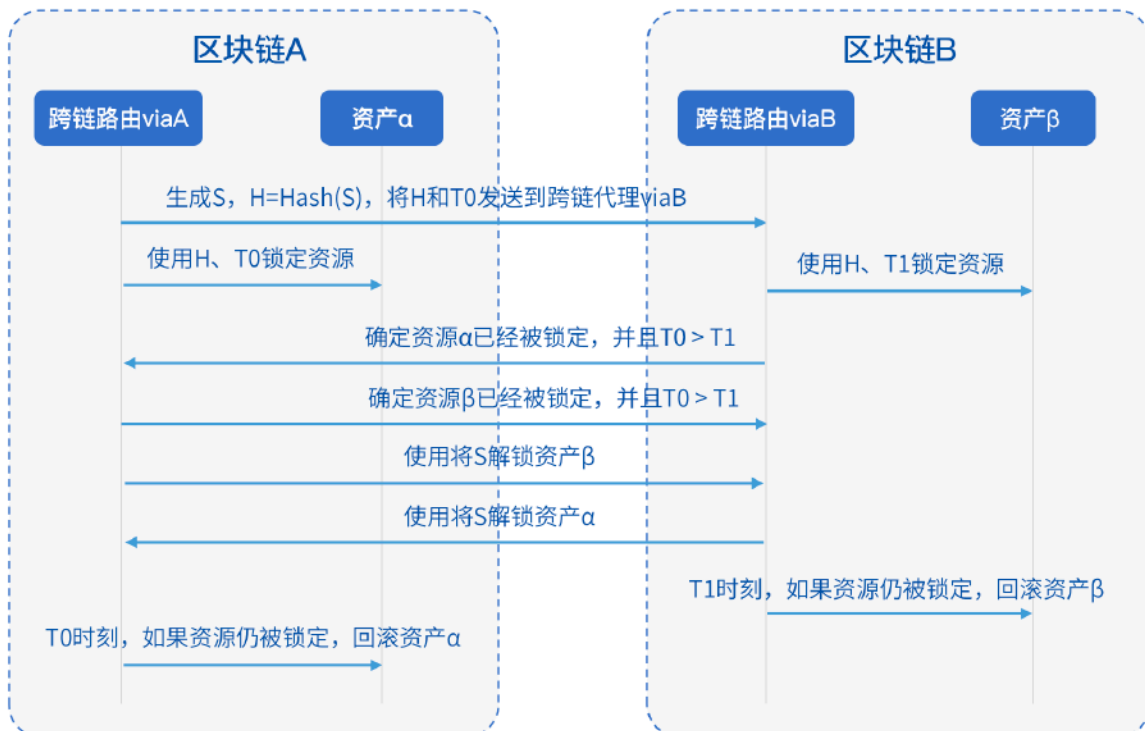 区块链A
区块链B
跨链路由viaA
资产α
跨链路由viaB
资产β
生成S，H=Hash(S)，将H和T0发送到跨链代理viaB
使用H、T0锁定资源
使用H、T1锁定资源
确定资源α已经被锁定，并且T0 > T1
确定资源β已经被锁定，并且T0 > T1
使用将S解锁资产β
使用将S解锁资产α
T1时刻，如果资源仍被锁定，回滚资产β
T0时刻，如果资源仍被锁定，回滚资产α